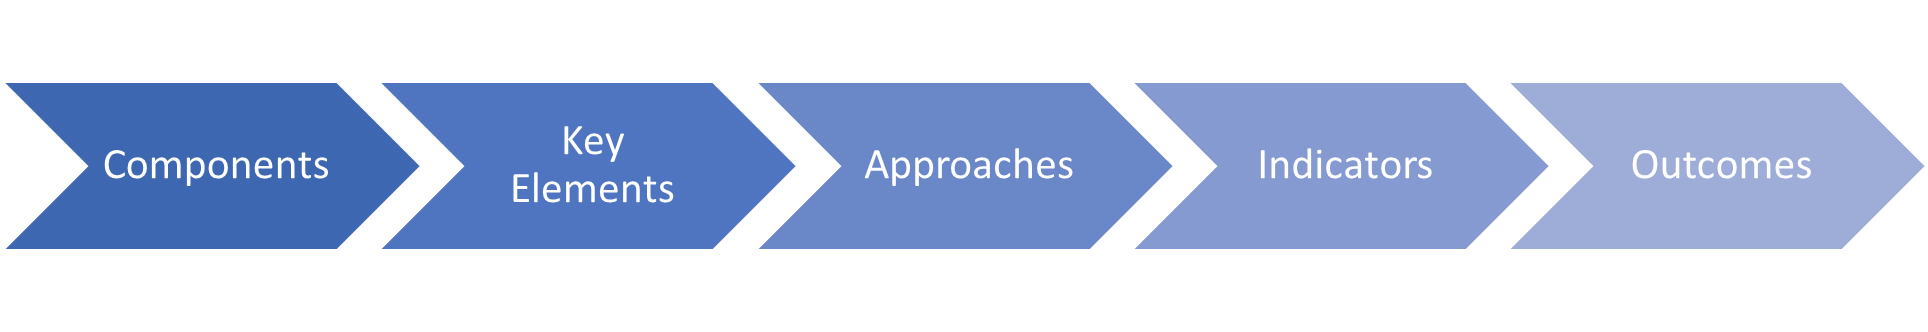 Components
Key
Elements
Approaches
Indicators
Outcomes